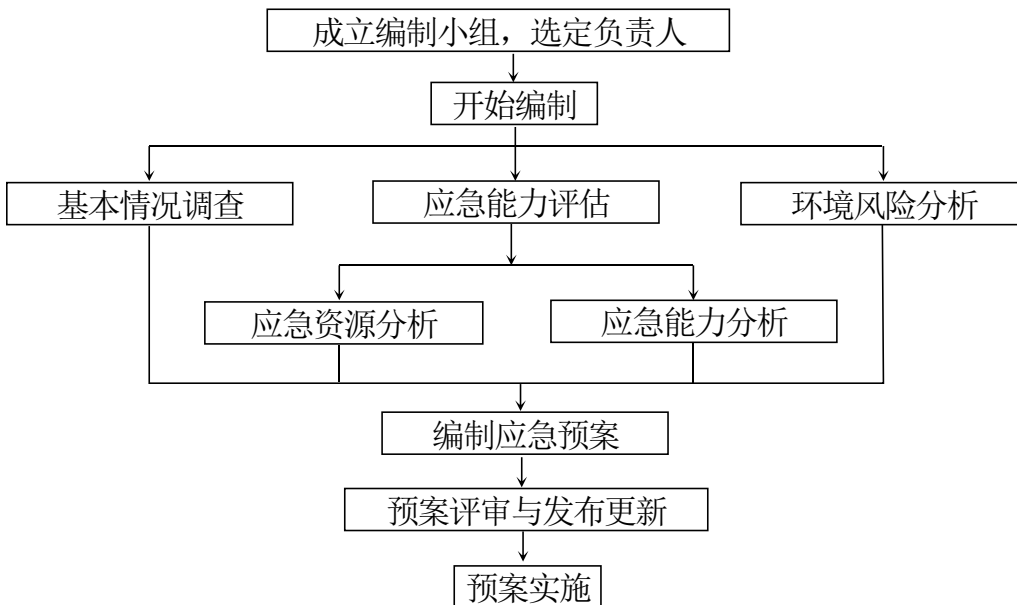 成立编制小组，选定负责人
开始编制
基本情况调查
应急能力评估
环境风险分析
应急资源分析
应急能力分析
编制应急预案
预案评审与发布更新
预案实施